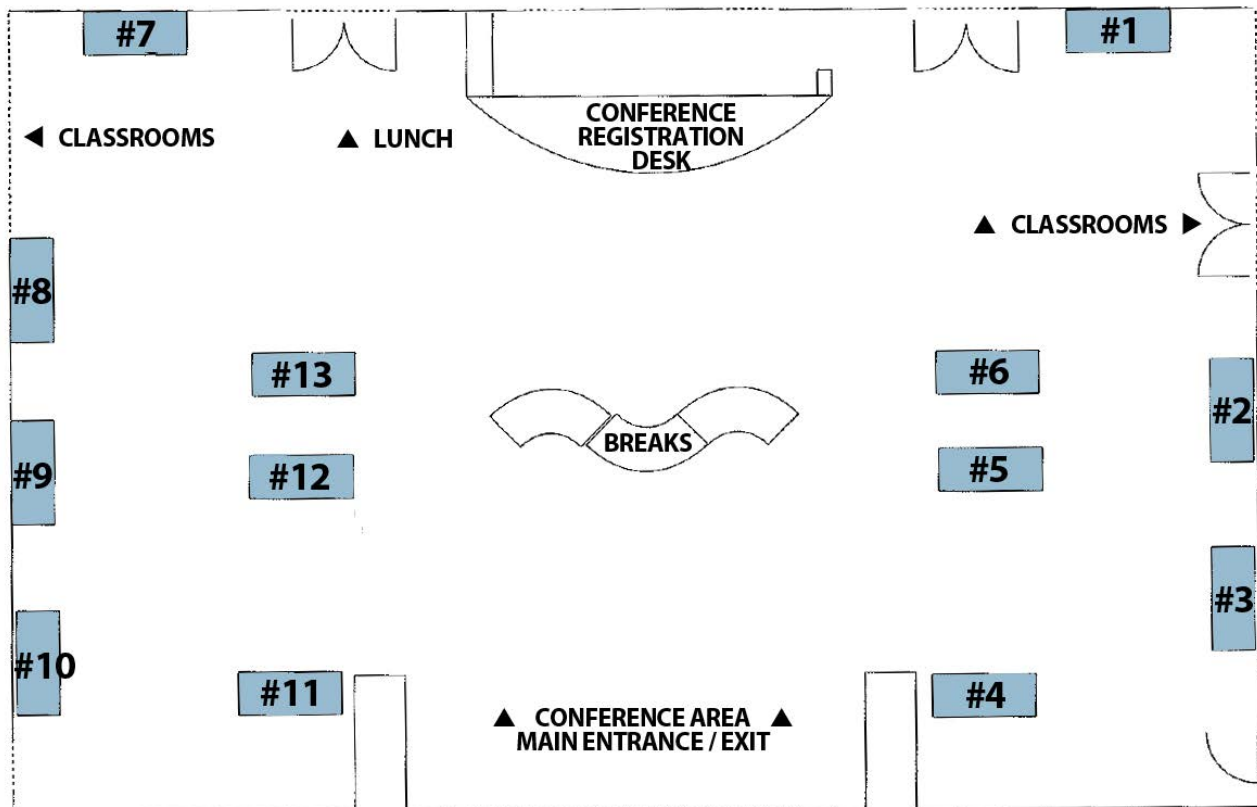 #7
#1
CONFERENCE
REGISTRATION
DESK
◀ CLASSROOMS
▲ LUNCH
▲ CLASSROOMS ▶
#8
#13
#6
#2
BREAKS
#9
#12
#5
#3
#10
#11
#4
▲ CONFERENCE AREA ▲
MAIN ENTRANCE / EXIT